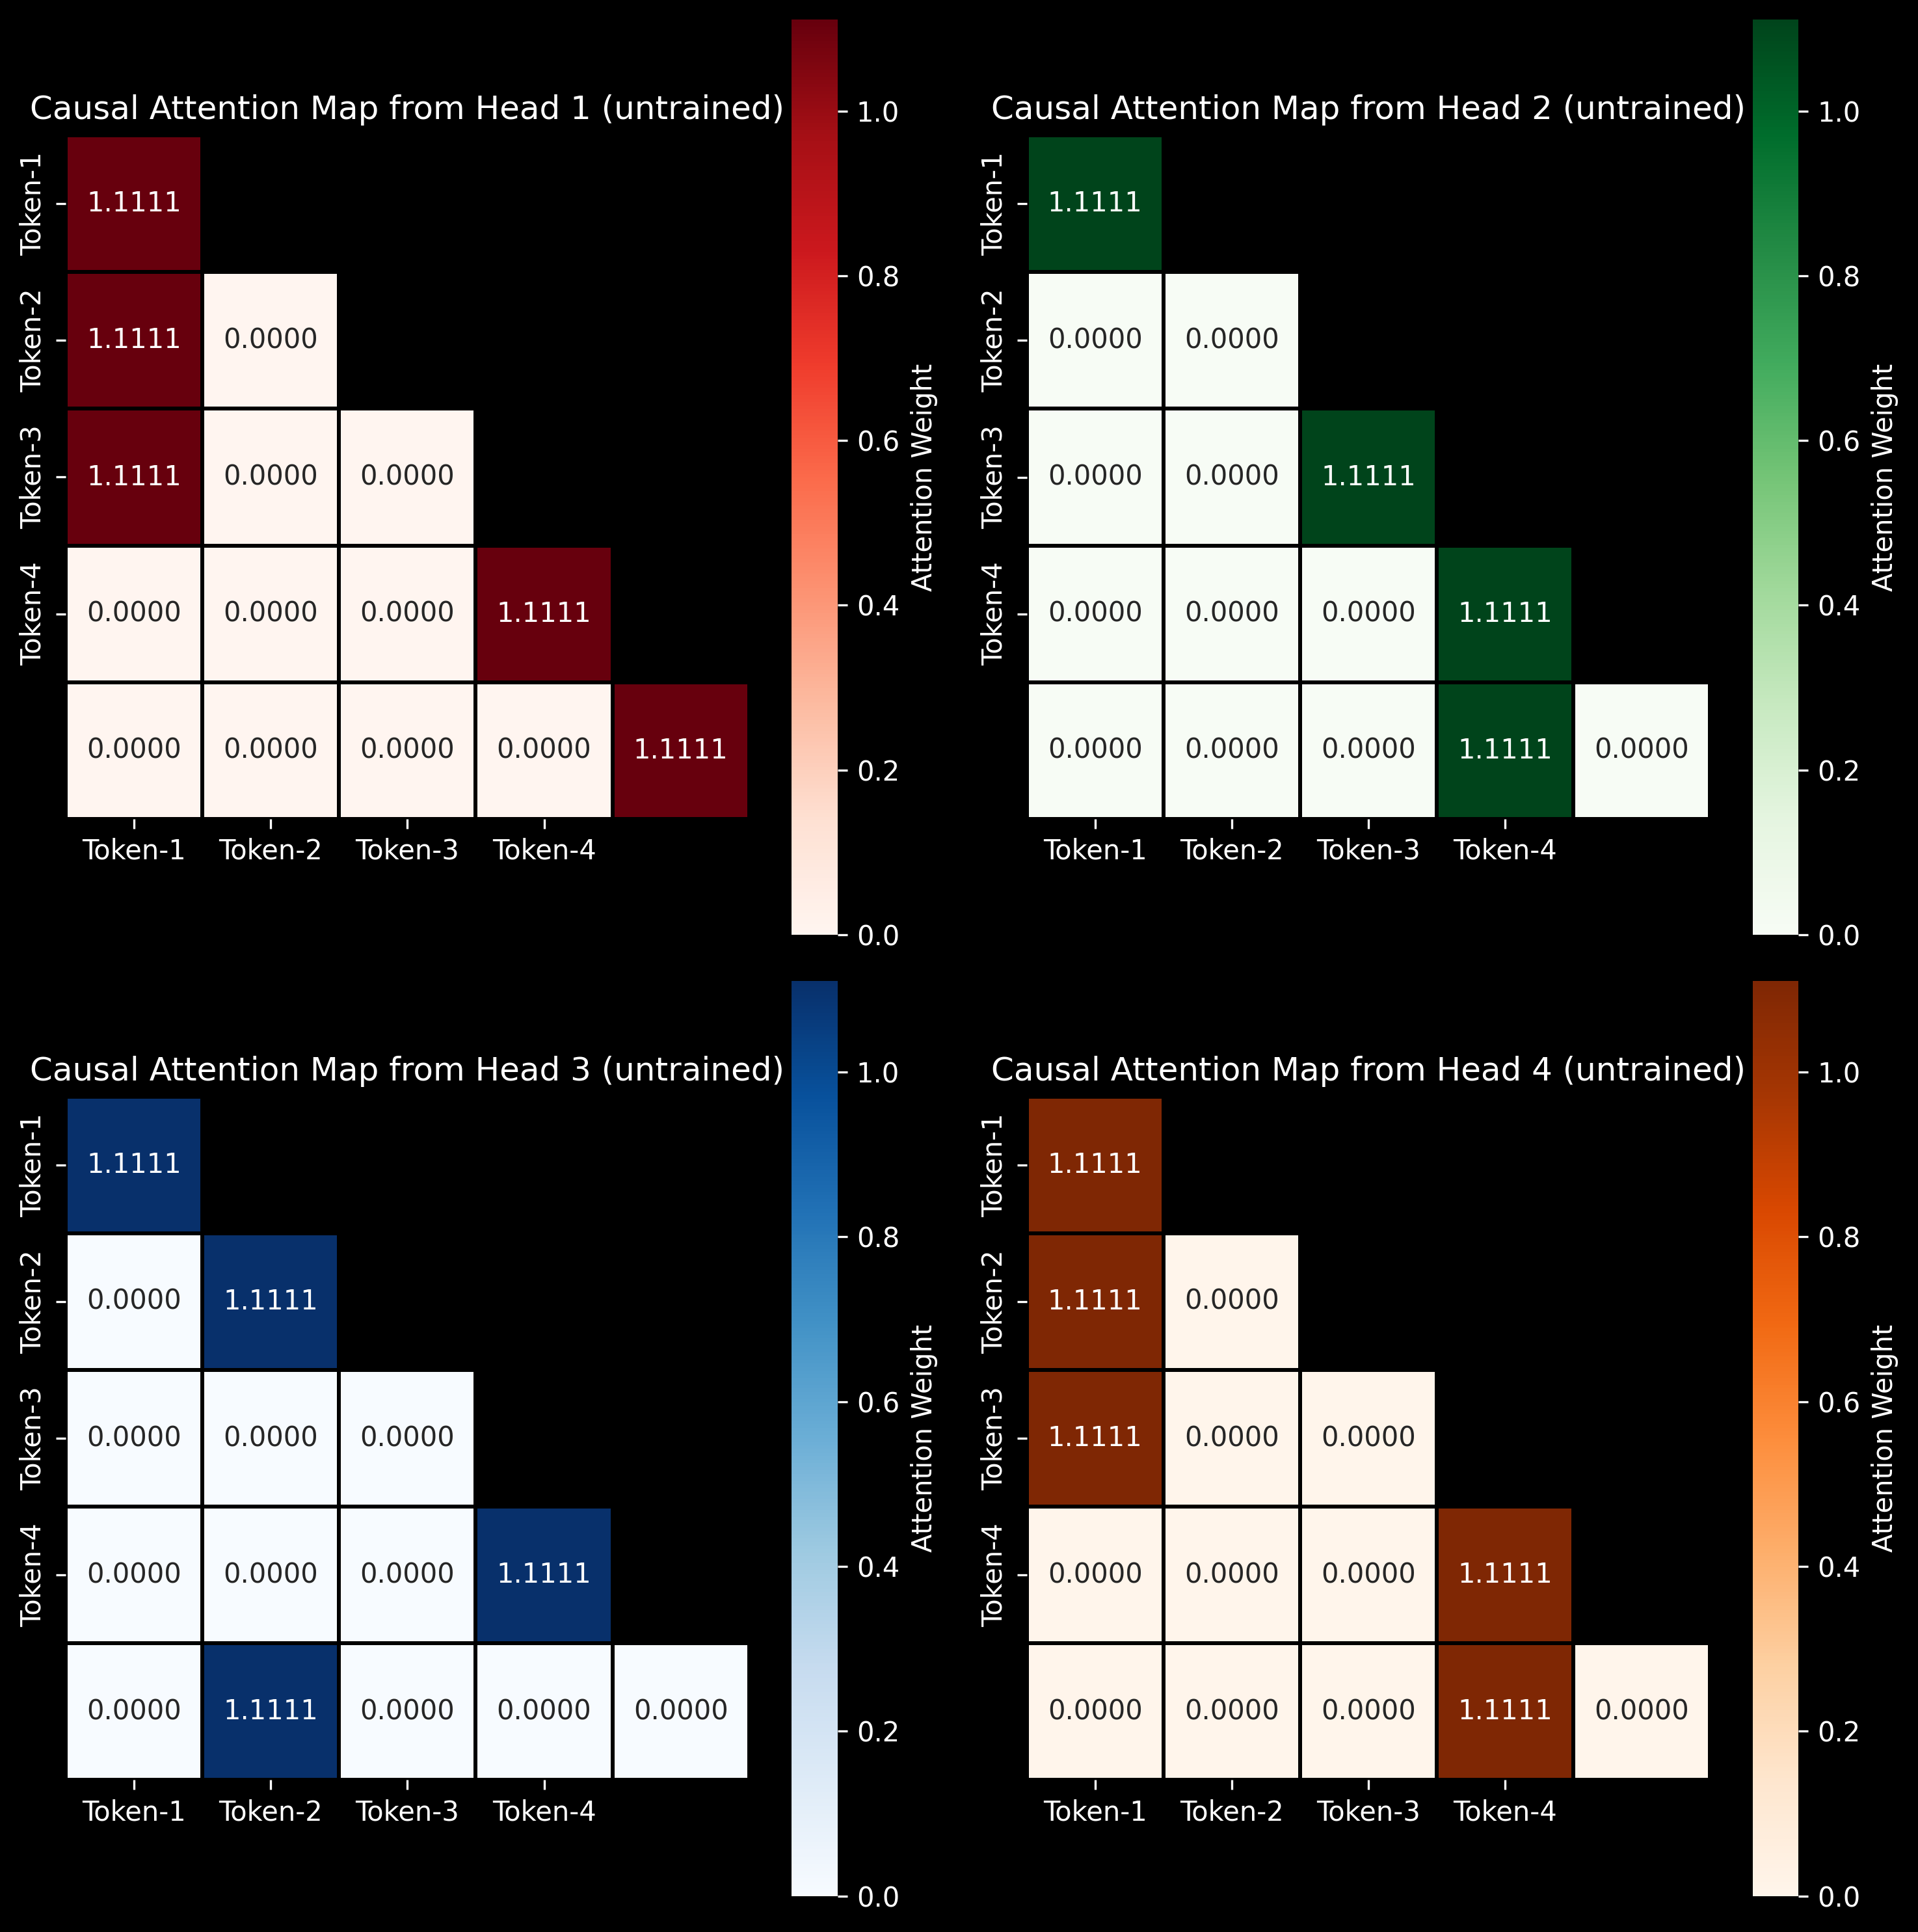 Causal Attention Map from Head 1 (untrained)
Token-1
1.1111
Token-2
1.1111 0.0000
Token-3
1.1111 0.0000 0.0000
Token-4
0.0000 0.0000 0.0000 1.1111
0.0000 0.0000 0.0000 0.0000 1.1111
Token-1 Token-2 Token-3 Token-4
1.0
0.8
0.6
0.4
0.2
0.0
Attention Weight
Causal Attention Map from Head 2 (untrained)
Token-1
1.1111
Token-2
0.0000 0.0000
Token-3
0.0000 0.0000 1.1111
Token-4
0.0000 0.0000 0.0000 1.1111
0.0000 0.0000 0.0000 1.1111 0.0000
Token-1 Token-2 Token-3 Token-4
1.0
0.8
0.6
0.4
0.2
0.0
Attention Weight
Causal Attention Map from Head 3 (untrained)
Token-1
1.1111
Token-2
0.0000 1.1111
Token-3
0.0000 0.0000 0.0000
Token-4
0.0000 0.0000 0.0000 1.1111
0.0000 1.1111 0.0000 0.0000 0.0000
Token-1 Token-2 Token-3 Token-4
1.0
0.8
0.6
0.4
0.2
0.0
Attention Weight
Causal Attention Map from Head 4 (untrained)
Token-1
1.1111
Token-2
1.1111 0.0000
Token-3
1.1111 0.0000 0.0000
Token-4
0.0000 0.0000 0.0000 1.1111
0.0000 0.0000 0.0000 1.1111 0.0000
Token-1 Token-2 Token-3 Token-4
1.0
0.8
0.6
0.4
0.2
0.0
Attention Weight